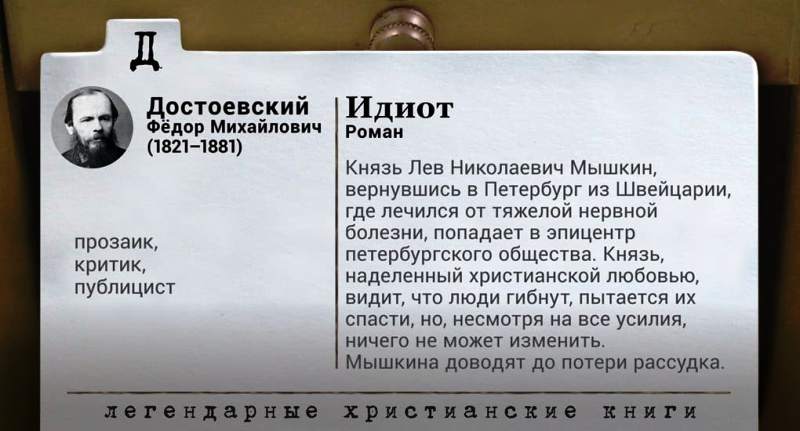 Д
Достоевский
Фёдор Михайлович
(1821–1881)
прозаик,
критик,
публицист
Идиот
Роман
Князь Лев Николаевич Мышкин,
вернувшись в Петербург из Швейцарии,
где лечился от тяжелой нервной
болезни, попадает в эпицентр
петербургского общества. Князь,
наделенный христианской любовью,
видит, что люди гибнут, пытается их
спасти, но, несмотря на все усилия,
ничего не может изменить.
Мышкина доводят до потери рассудка.
легендарные христианские книги